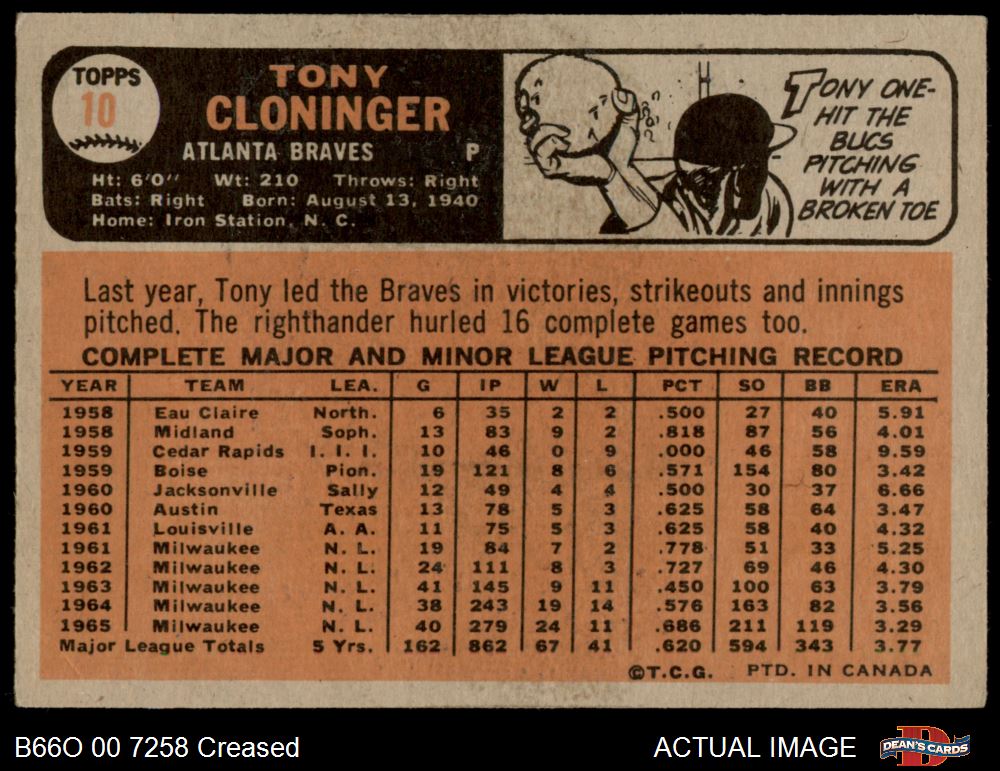 TOPPS
10
TONY
CLONINGER
ATLANTA BRAVES P
Ht: 6'0" Wt: 210 Throws: Right
Bats: Right Born: August 13, 1940
Home: Iron Station, N. C.
TONY ONE-
HIT THE
BUCS
PITCHING
WITH A
BROKEN TOE
Last year, Tony led the Braves in victories, strikeouts and innings
pitched. The righthander hurled 16 complete games too.
COMPLETE MAJOR AND MINOR LEAGUE PITCHING RECORD
YEAR TEAM LEA. G IP W L PCT SO BB ERA
1958 Eau Claire North. 6 35 2 2 .500 27 40 5.91
1958 Midland Soph. 13 83 9 2 .818 87 56 4.01
1959 Cedar Rapids I. I. I. 10 46 0 9 .000 46 58 9.59
1959 Boise Pion. 19 121 8 6 .571 154 80 3.42
1960 Jacksonville Sally 12 49 4 4 .500 30 37 6.66
1960 Austin Texas 13 78 5 3 .625 58 64 3.47
1961 Louisville A. A. 11 75 5 3 .625 58 40 4.32
1961 Milwaukee N. L. 19 84 7 2 .778 51 33 5.25
1962 Milwaukee N. L. 24 111 8 3 .727 69 46 4.30
1963 Milwaukee N. L. 41 145 9 11 .450 100 63 3.79
1964 Milwaukee N. L. 38 243 19 14 .576 163 82 3.56
1965 Milwaukee N. L. 40 279 24 11 .686 211 119 3.29
Major League Totals 5 Yrs. 162 862 67 41 .620 594 343 3.77
©T.C.G. PTD. IN CANADA
B66O 00 7258 Creased ACTUAL IMAGE
D
DEAN'S CARDS